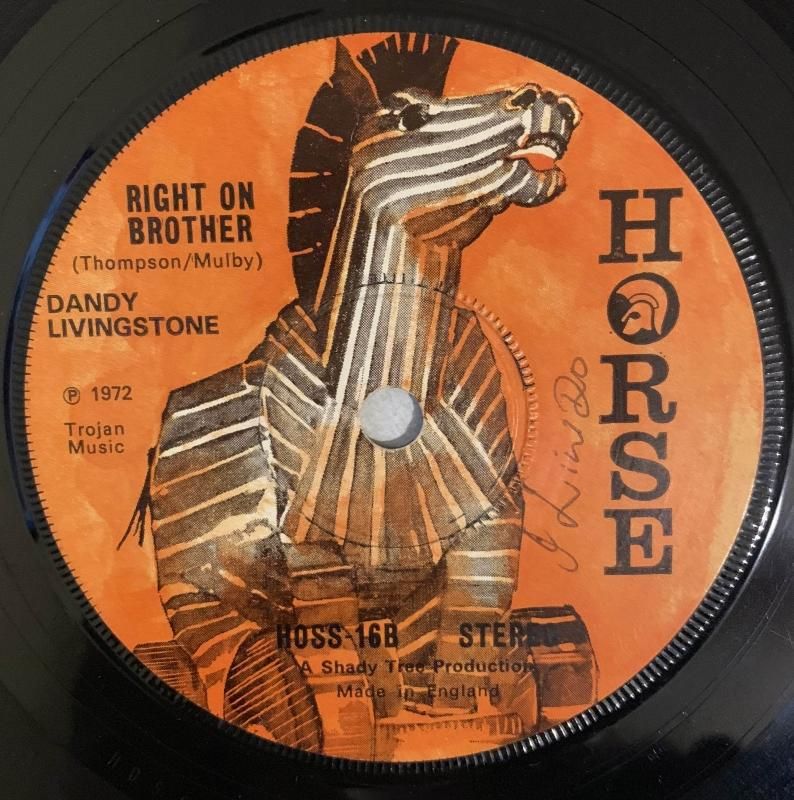 RIGHT ON
BROTHER
(Thompson/Mulby)
DANDY
LIVINGSTONE
℗ 1972
Trojan
Music
HORSE
HOSS-16B STEREO
A Shady Tree Production
Made in England